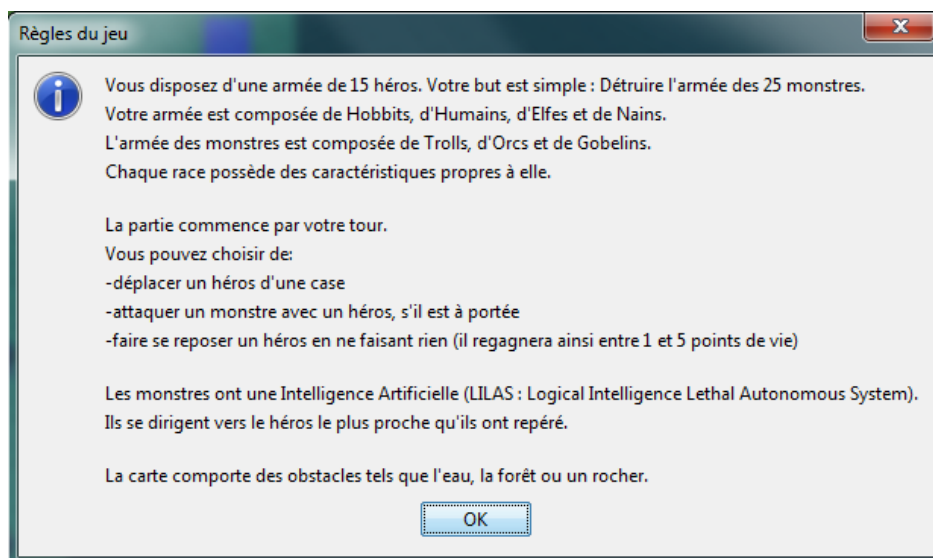 Règles du jeu
Vous disposez d'une armée de 15 héros. Votre but est simple : Détruire l'armée des 25 monstres.
Votre armée est composée de Hobbits, d'Humains, d'Elfes et de Nains.
L'armée des monstres est composée de Trolls, d'Orcs et de Gobelins.
Chaque race possède des caractéristiques propres à elle.
La partie commence par votre tour.
Vous pouvez choisir de:
-déplacer un héros d'une case
-attaquer un monstre avec un héros, s'il est à portée
-faire se reposer un héros en ne faisant rien (il regagnera ainsi entre 1 et 5 points de vie)
Les monstres ont une Intelligence Artificielle (LILAS : Logical Intelligence Lethal Autonomous System).
Ils se dirigent vers le héros le plus proche qu'ils ont repéré.
La carte comporte des obstacles tels que l'eau, la forêt ou un rocher.
OK